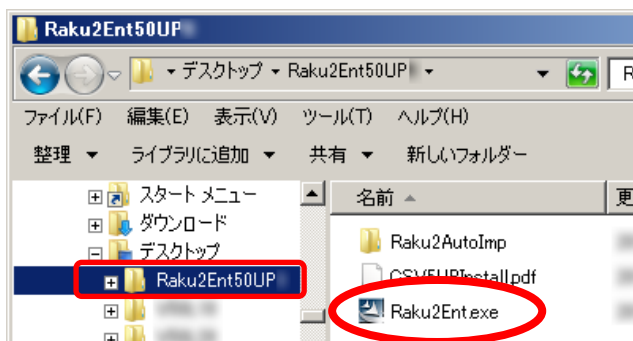 Raku2Ent50UP
デスクトップ Raku2Ent50UP R
ファイル(F) 編集(E) 表示(V) ツール(T) ヘルプ(H)
整理 ライブラリに追加 共有 新しいフォルダー
スタート メニュー
ダウンロード
デスクトップ
Raku2Ent50UP
名前 更
Raku2AutoImp
CSV5UPInstall.pdf
Raku2Ent.exe